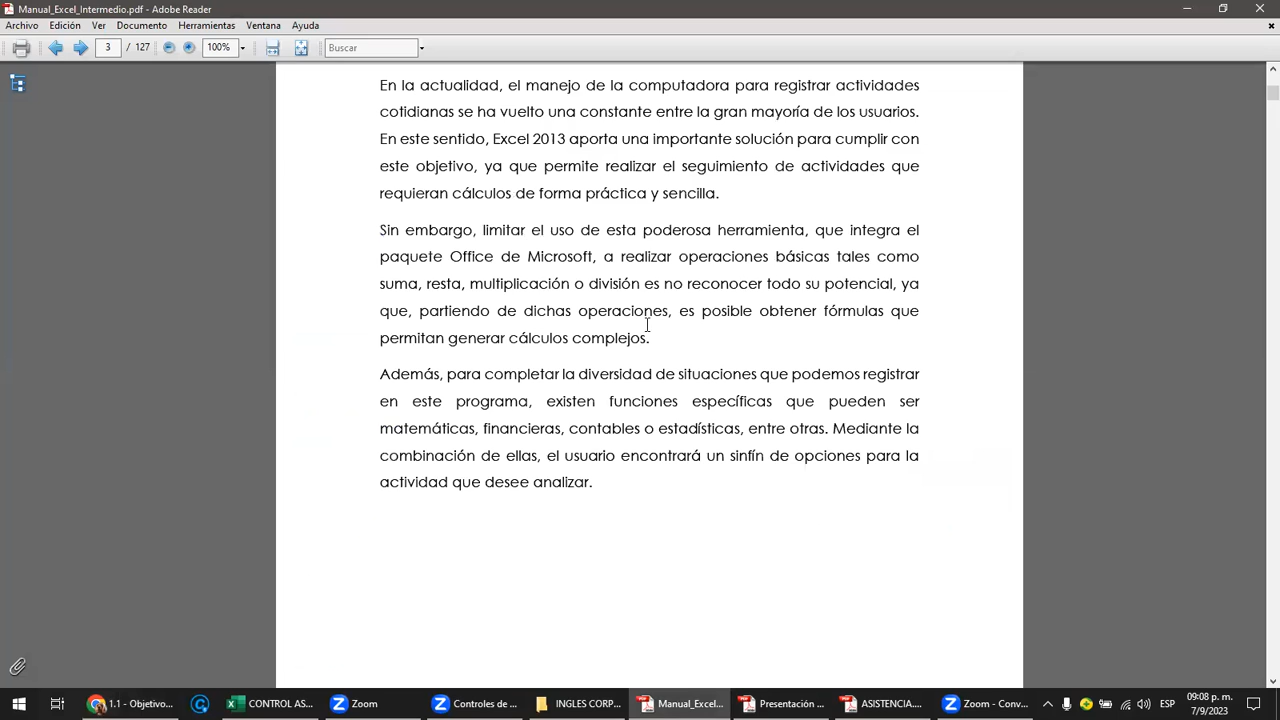 Manual_Excel_Intermedio.pdf - Adobe Reader
Archivo Edición Ver Documento Herramientas Ventana Ayuda
3 / 127 100% Buscar
En la actualidad, el manejo de la computadora para registrar actividades
cotidianas se ha vuelto una constante entre la gran mayoría de los usuarios.
En este sentido, Excel 2013 aporta una importante solución para cumplir con
este objetivo, ya que permite realizar el seguimiento de actividades que
requieran cálculos de forma práctica y sencilla.
Sin embargo, limitar el uso de esta poderosa herramienta, que integra el
paquete Office de Microsoft, a realizar operaciones básicas tales como
suma, resta, multiplicación o división es no reconocer todo su potencial, ya
que, partiendo de dichas operaciones, es posible obtener fórmulas que
permitan generar cálculos complejos.
Además, para completar la diversidad de situaciones que podemos registrar
en este programa, existen funciones específicas que pueden ser
matemáticas, financieras, contables o estadísticas, entre otras. Mediante la
combinación de ellas, el usuario encontrará un sinfín de opciones para la
actividad que desee analizar.
1.1 - Objetivo... CONTROL AS... Zoom Controles de ... INGLES CORP... Manual_Excel... Presentación ... ASISTENCIA.... Zoom - Conv... ESP 09:08 p. m.
7/9/2023